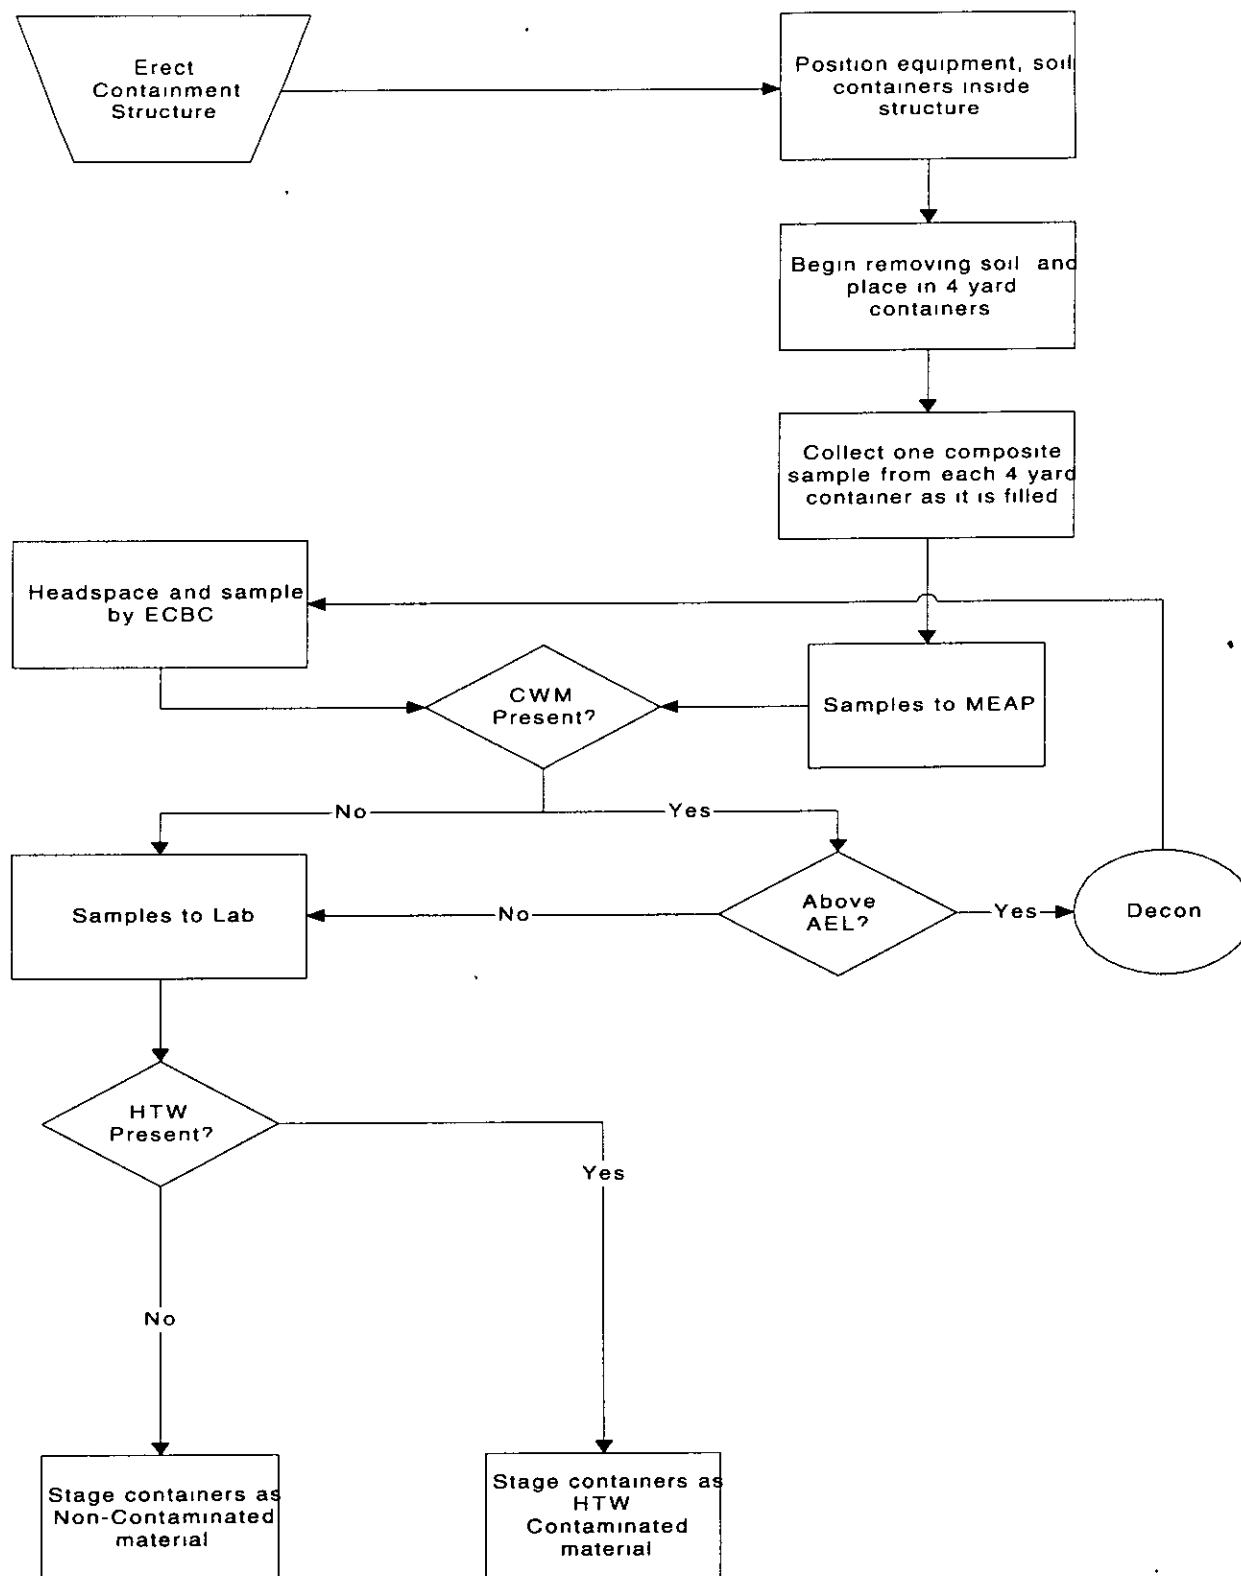 Erect
Containment
Structure
Position equipment, soil
containers inside
structure
Begin removing soil and
place in 4 yard
containers
Collect one composite
sample from each 4 yard
container as it is filled
Headspace and sample
by ECBC
CWM
Present?
Samples to MEAP
No
Yes
Samples to Lab
No
Above
AEL?
Yes
Decon
HTW
Present?
Yes
No
Stage containers as
Non-Contaminated
material
Stage containers as
HTW
Contaminated
material